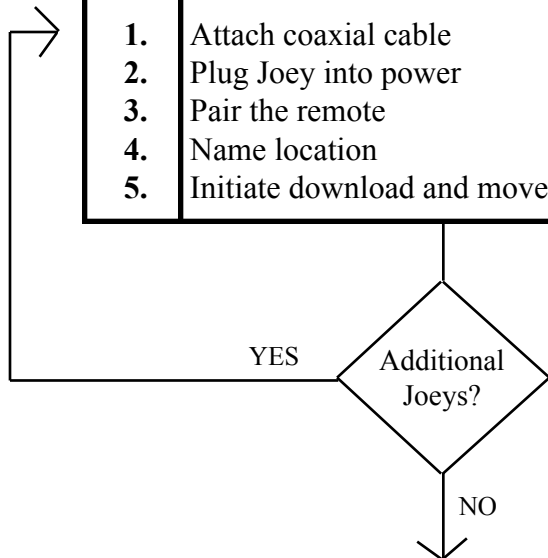 1. Attach coaxial cable
2. Plug Joey into power
3. Pair the remote
4. Name location
5. Initiate download and move
YES
Additional
Joeys?
NO